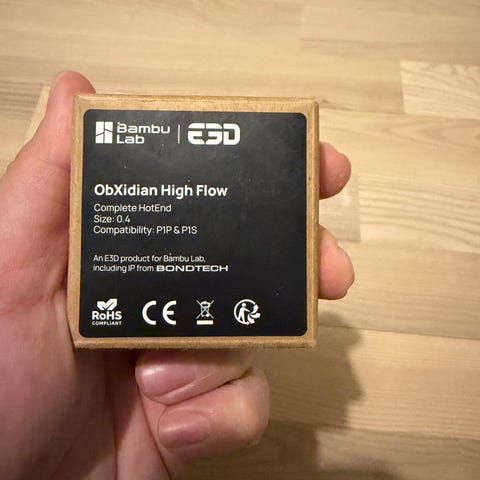 Bambu Lab | E3D
ObXidian High Flow
Complete HotEnd
Size: 0.4
Compatibility: P1P & P1S
An E3D product for Bambu Lab,
including IP from BONDTECH
RoHS
COMPLIANT
CE